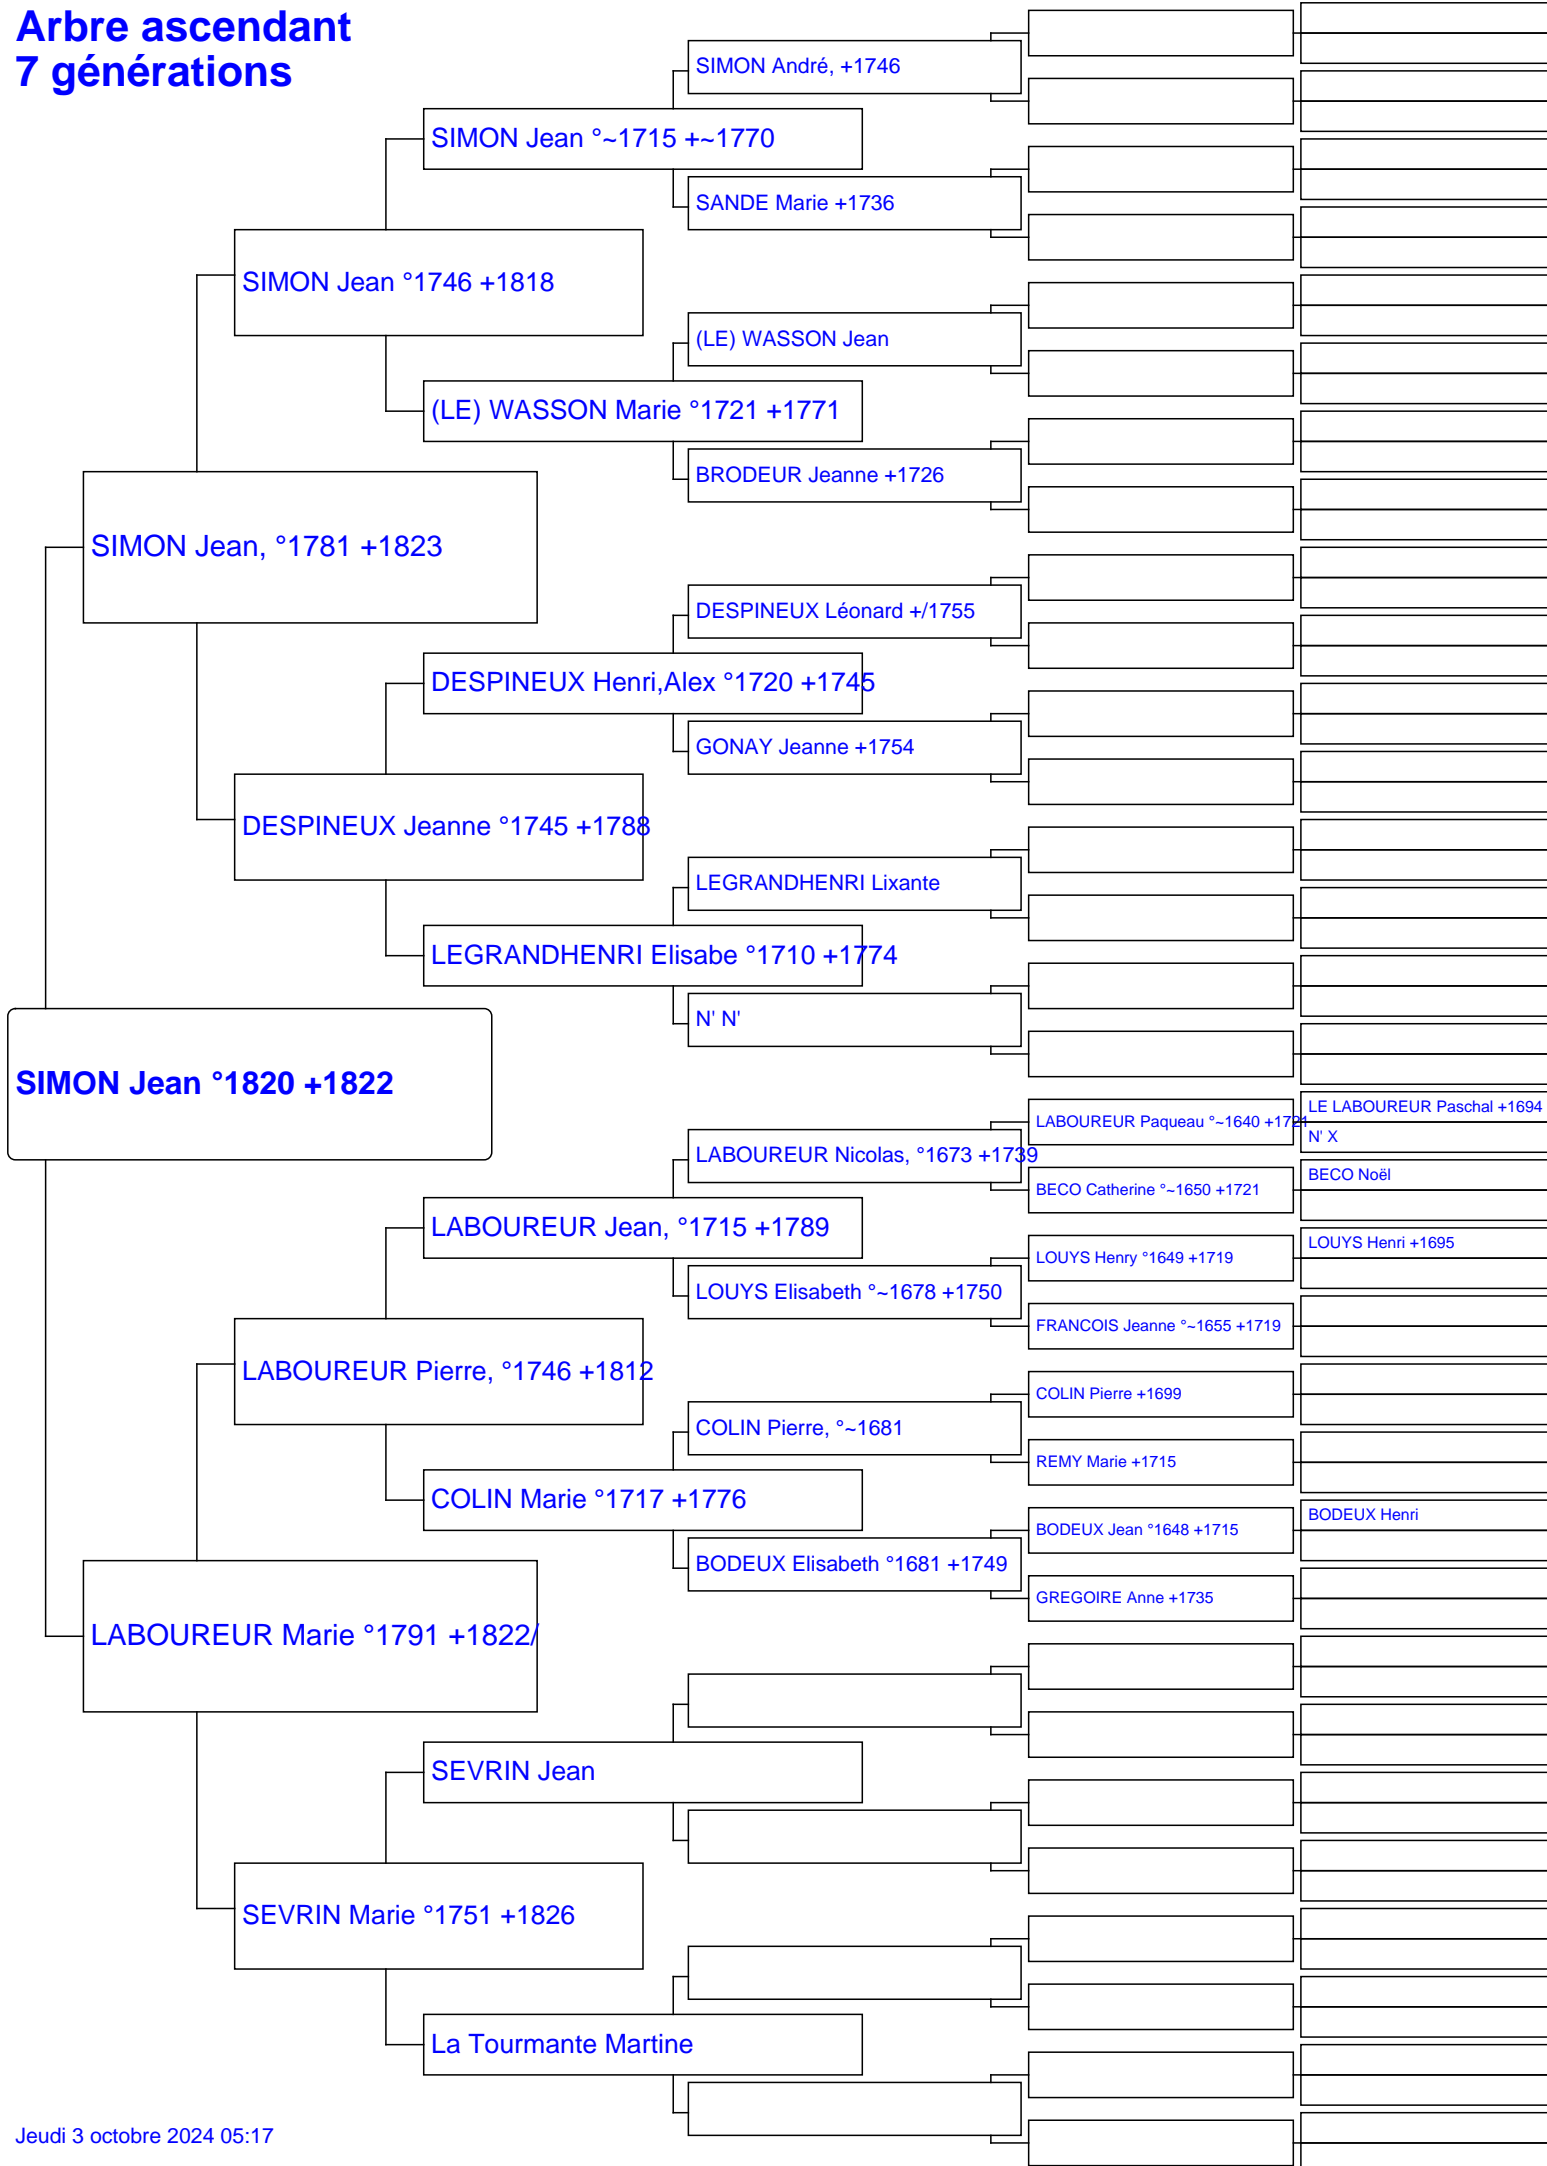 Arbre ascendant
7 générations
SIMON André, +1746
SIMON Jean °~1715 +~1770
SANDE Marie +1736
SIMON Jean °1746 +1818
(LE) WASSON Jean
(LE) WASSON Marie °1721 +1771
BRODEUR Jeanne +1726
SIMON Jean, °1781 +1823
DESPINEUX Léonard +/1755
DESPINEUX Henri,Alex °1720 +1745
GONAY Jeanne +1754
DESPINEUX Jeanne °1745 +1788
LEGRANDHENRI Lixante
LEGRANDHENRI Elisabe °1710 +1774
N' N'
SIMON Jean °1820 +1822
LE LABOUREUR Paschal +1694
LABOUREUR Paqueau °~1640 +1721
N' X
LABOUREUR Nicolas, °1673 +1739
BECO Noël
BECO Catherine °~1650 +1721
LABOUREUR Jean, °1715 +1789
LOUYS Henri +1695
LOUYS Henry °1649 +1719
LOUYS Elisabeth °~1678 +1750
FRANCOIS Jeanne °~1655 +1719
LABOUREUR Pierre, °1746 +1812
COLIN Pierre +1699
COLIN Pierre, °~1681
REMY Marie +1715
COLIN Marie °1717 +1776
BODEUX Henri
BODEUX Jean °1648 +1715
BODEUX Elisabeth °1681 +1749
GREGOIRE Anne +1735
LABOUREUR Marie °1791 +1822/
SEVRIN Jean
SEVRIN Marie °1751 +1826
La Tourmante Martine
Jeudi 3 octobre 2024 05:17